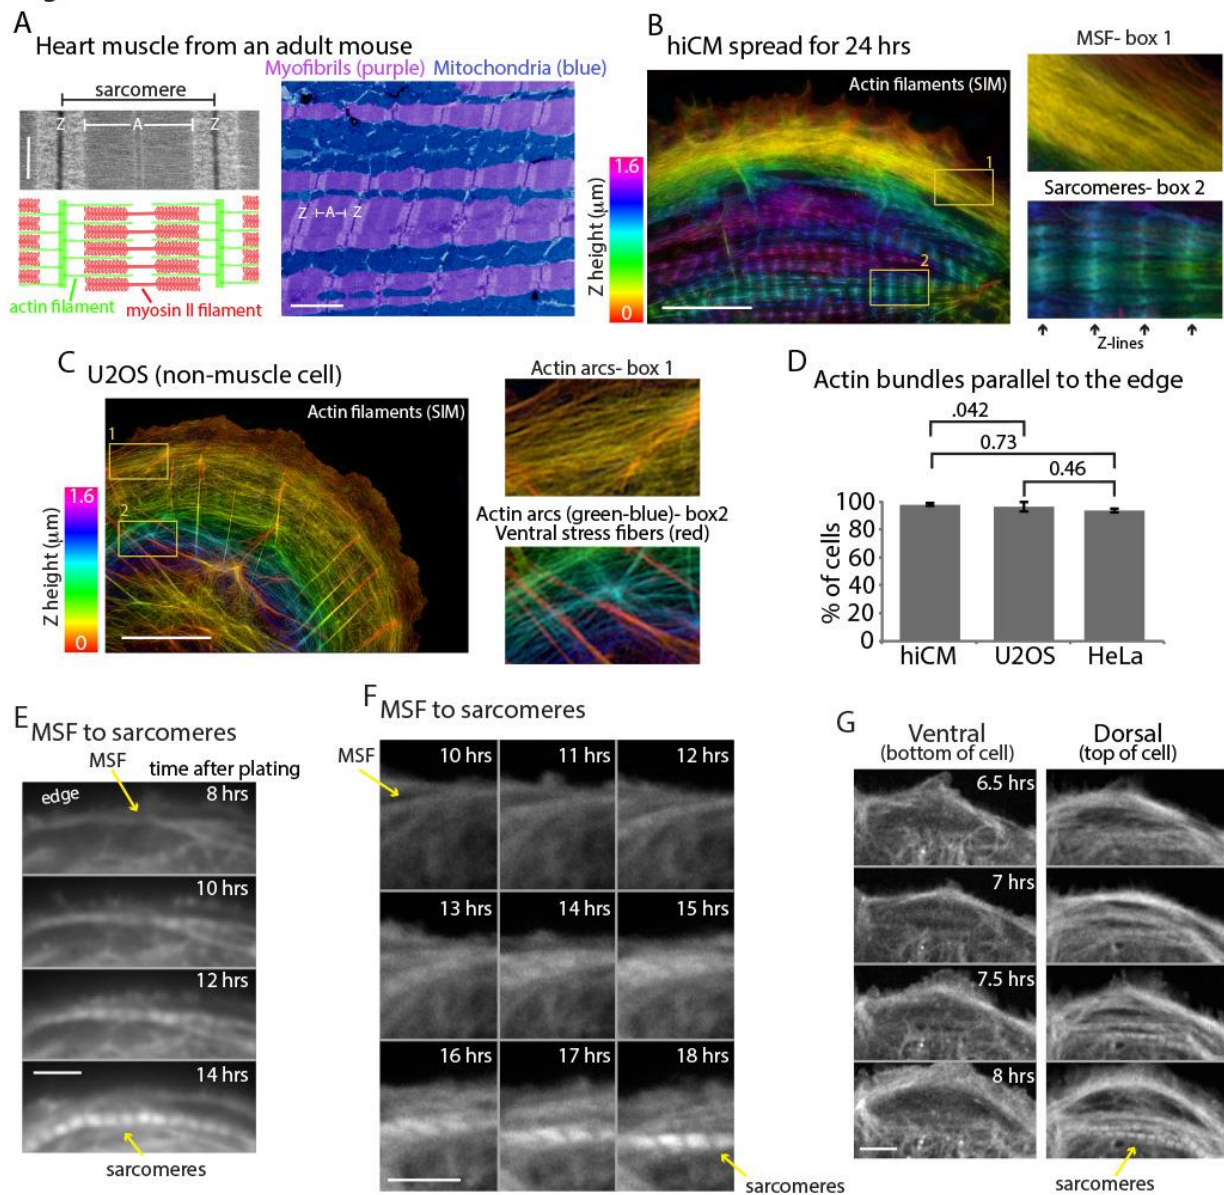 A
Heart muscle from an adult mouse
sarcomere
Z
A
Z
actin filament
myosin II filament
Myofibrils (purple) Mitochondria (blue)
Z
A
Z
B
hiCM spread for 24 hrs
Actin filaments (SIM)
Z height (μm)
1.6
0
1
2
MSF- box 1
Sarcomeres- box 2
Z-lines
C
U2OS (non-muscle cell)
Actin filaments (SIM)
Z height (μm)
1.6
0
1
2
Actin arcs- box 1
Actin arcs (green-blue)- box2
Ventral stress fibers (red)
D
Actin bundles parallel to the edge
.042
0.73
0.46
% of cells
100
80
60
40
20
0
hiCM
U2OS
HeLa
E
MSF to sarcomeres
MSF
time after plating
edge
8 hrs
10 hrs
12 hrs
14 hrs
sarcomeres
F
MSF to sarcomeres
MSF
10 hrs
11 hrs
12 hrs
13 hrs
14 hrs
15 hrs
16 hrs
17 hrs
18 hrs
sarcomeres
G
Ventral
(bottom of cell)
Dorsal
(top of cell)
6.5 hrs
7 hrs
7.5 hrs
8 hrs
sarcomeres